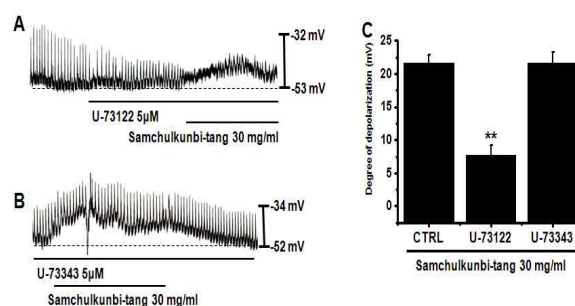 A
-32 mV
-53 mV
U-73122 5µM
Samchulkunbi-tang 30 mg/ml
B
-34 mV
-52 mV
U-73343 5µM
Samchulkunbi-tang 30 mg/ml
C
Degree of depolarization (mV)
25
20
15
10
5
0
**
CTRL U-73122 U-73343
Samchulkunbi-tang 30 mg/ml